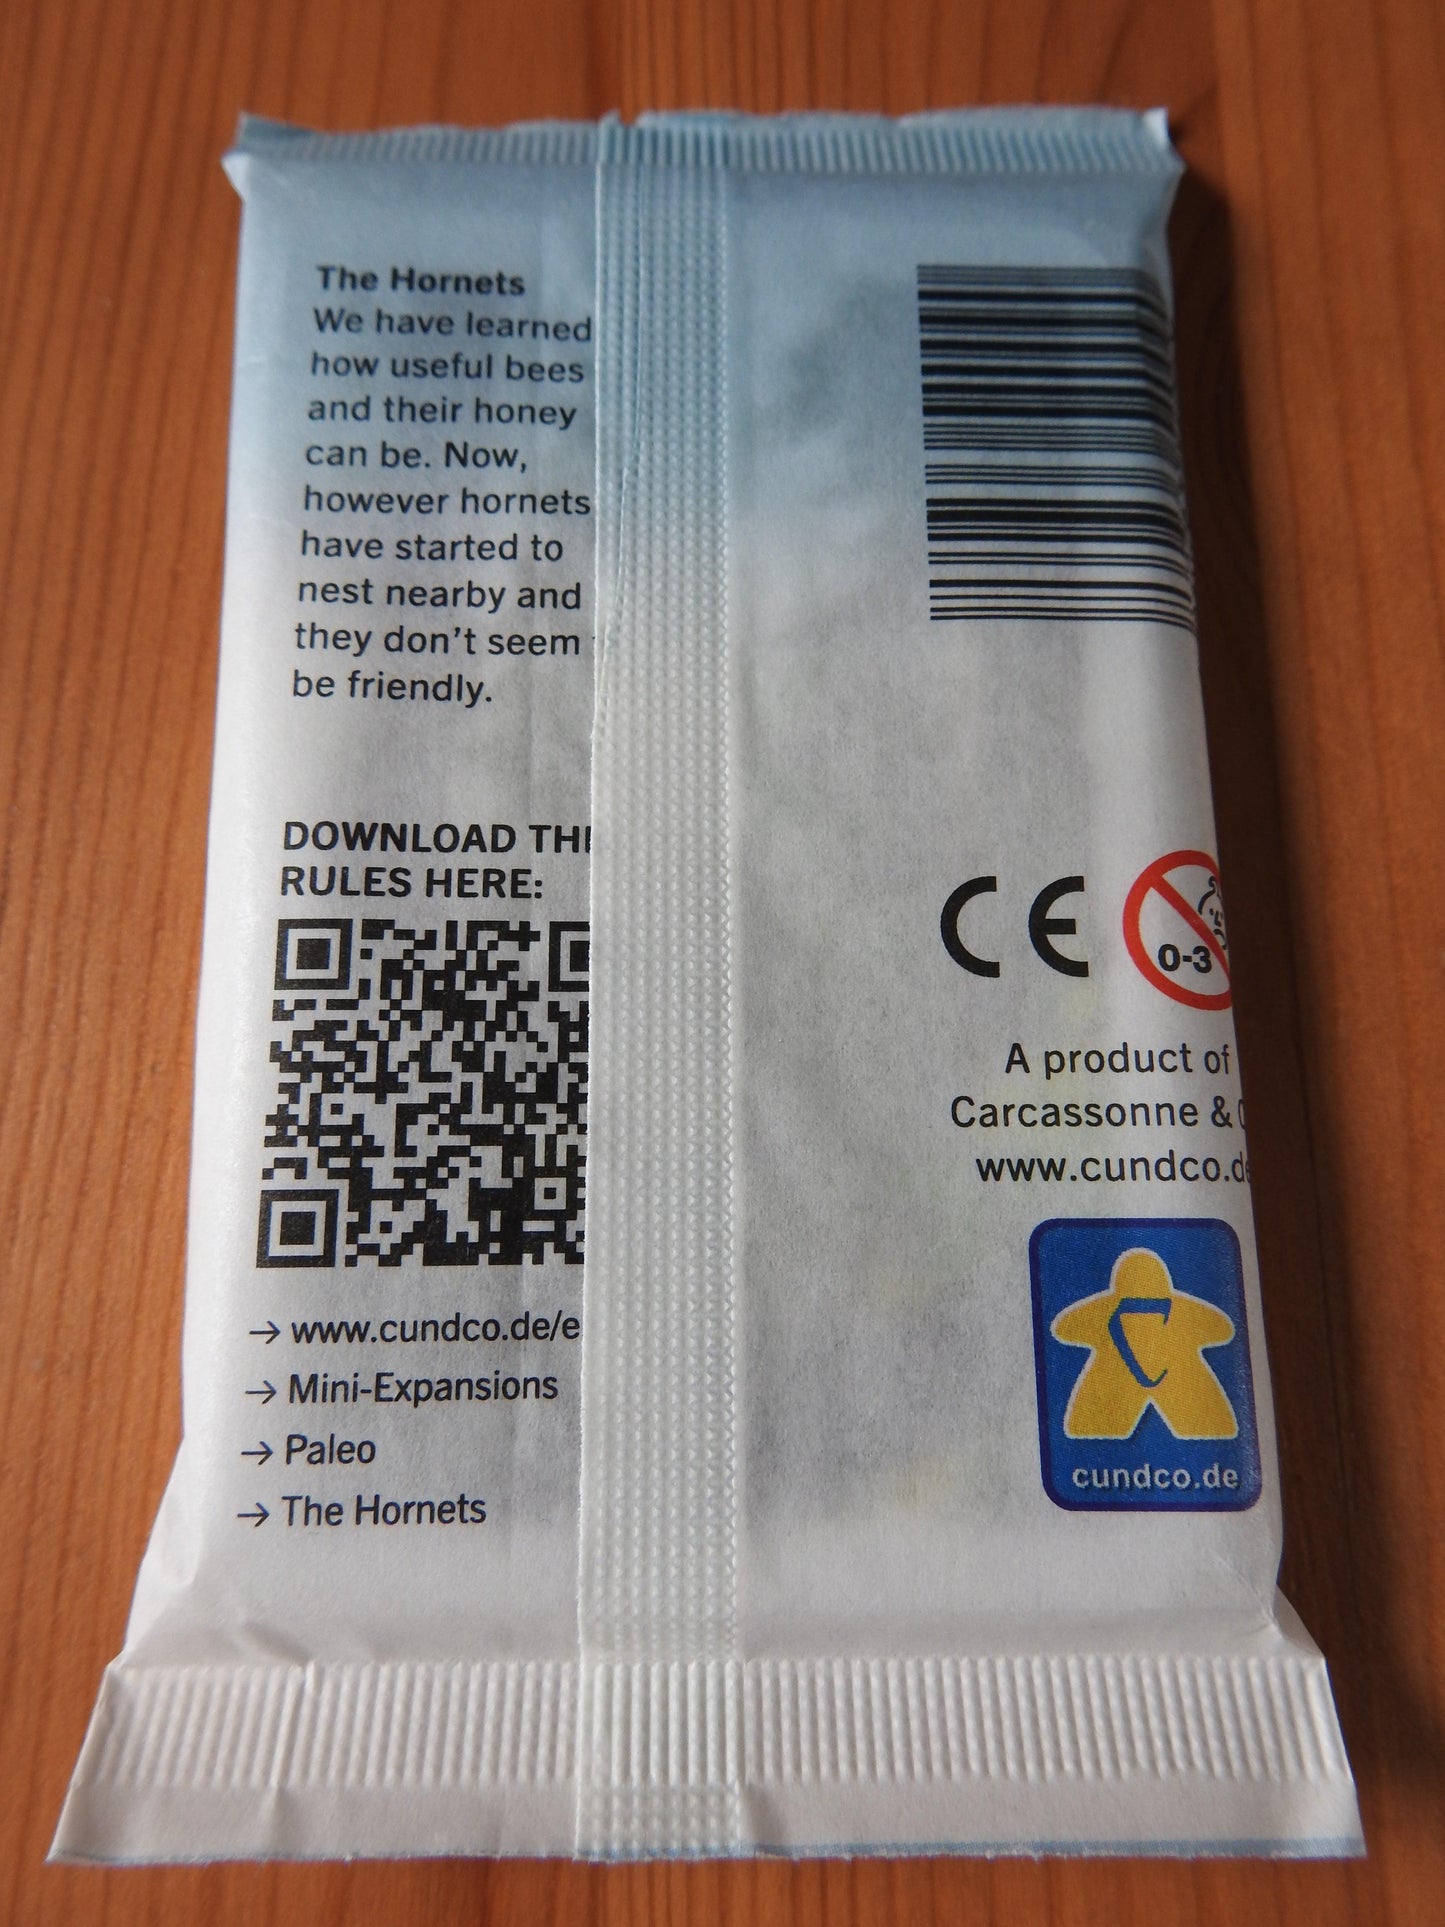 The Hornets
We have learned
how useful bees
and their honey
can be. Now,
however hornets
have started to
nest nearby and
they don't seem
be friendly.
DOWNLOAD
RULES HERE:
→ www.cundco.de/e
→ Mini-Expansions
→ Paleo
→ The Hornets
CE
0-3
A product of
Carcassonne &
www.cundco.de
C
cundco.de